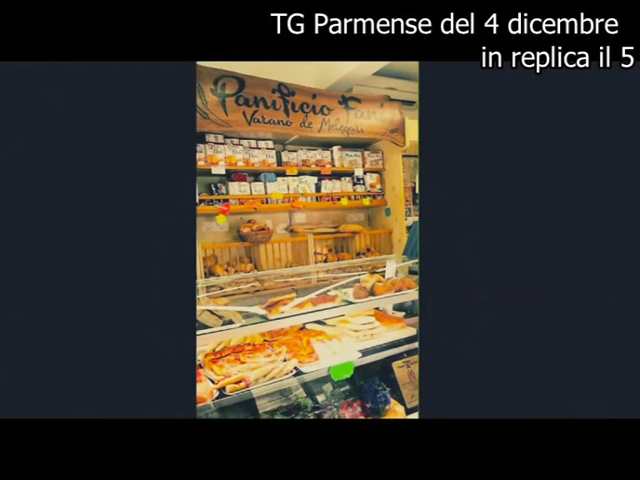 TG Parmense del 4 dicembre
in replica il 5
Panificio
Varano de Melegari